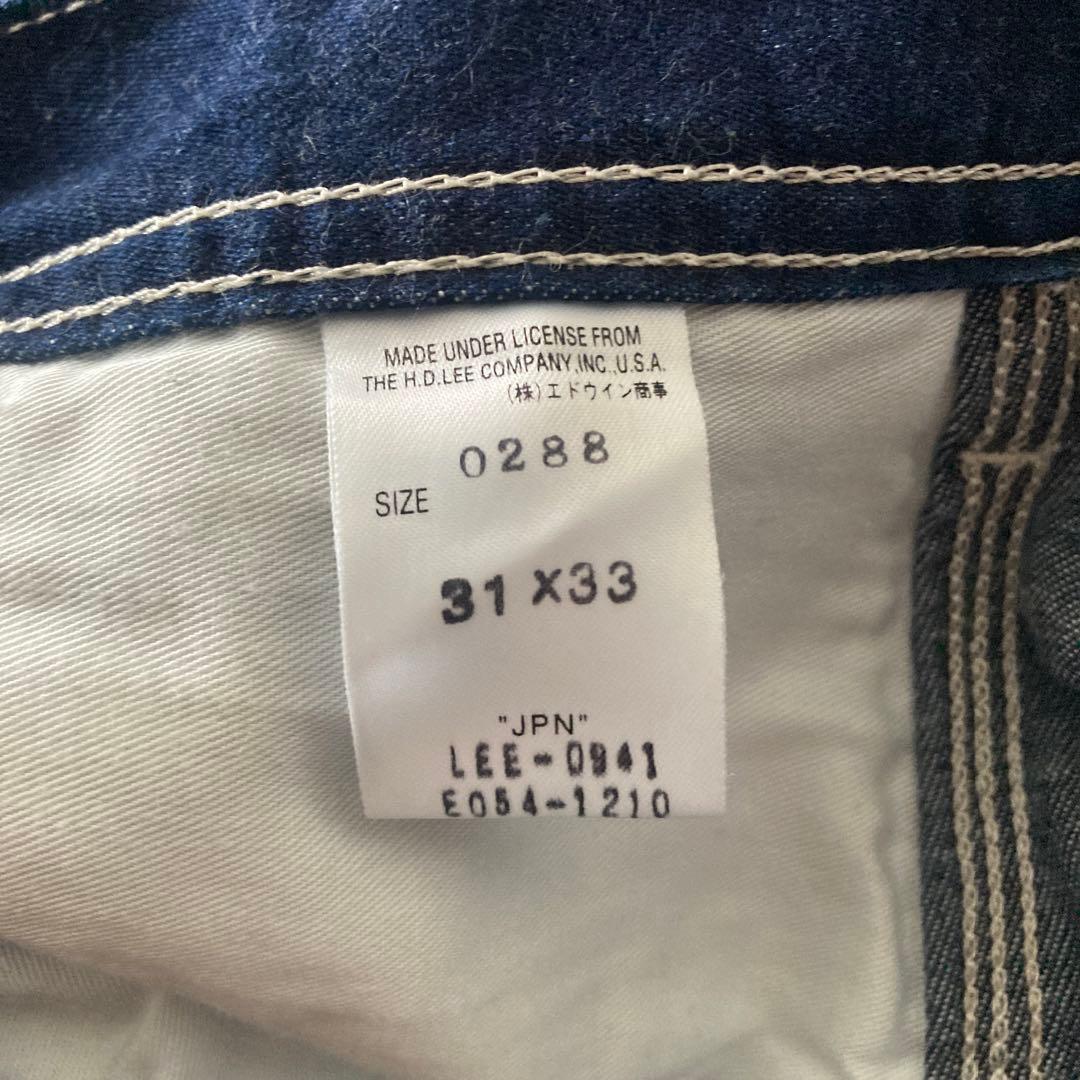 MADE UNDER LICENSE FROM
THE H.D.LEE COMPANY,INC.,U.S.A.
(株)エドウイン商事
0288
SIZE
31×33
"JPN"
LEE-0941
E054-1210